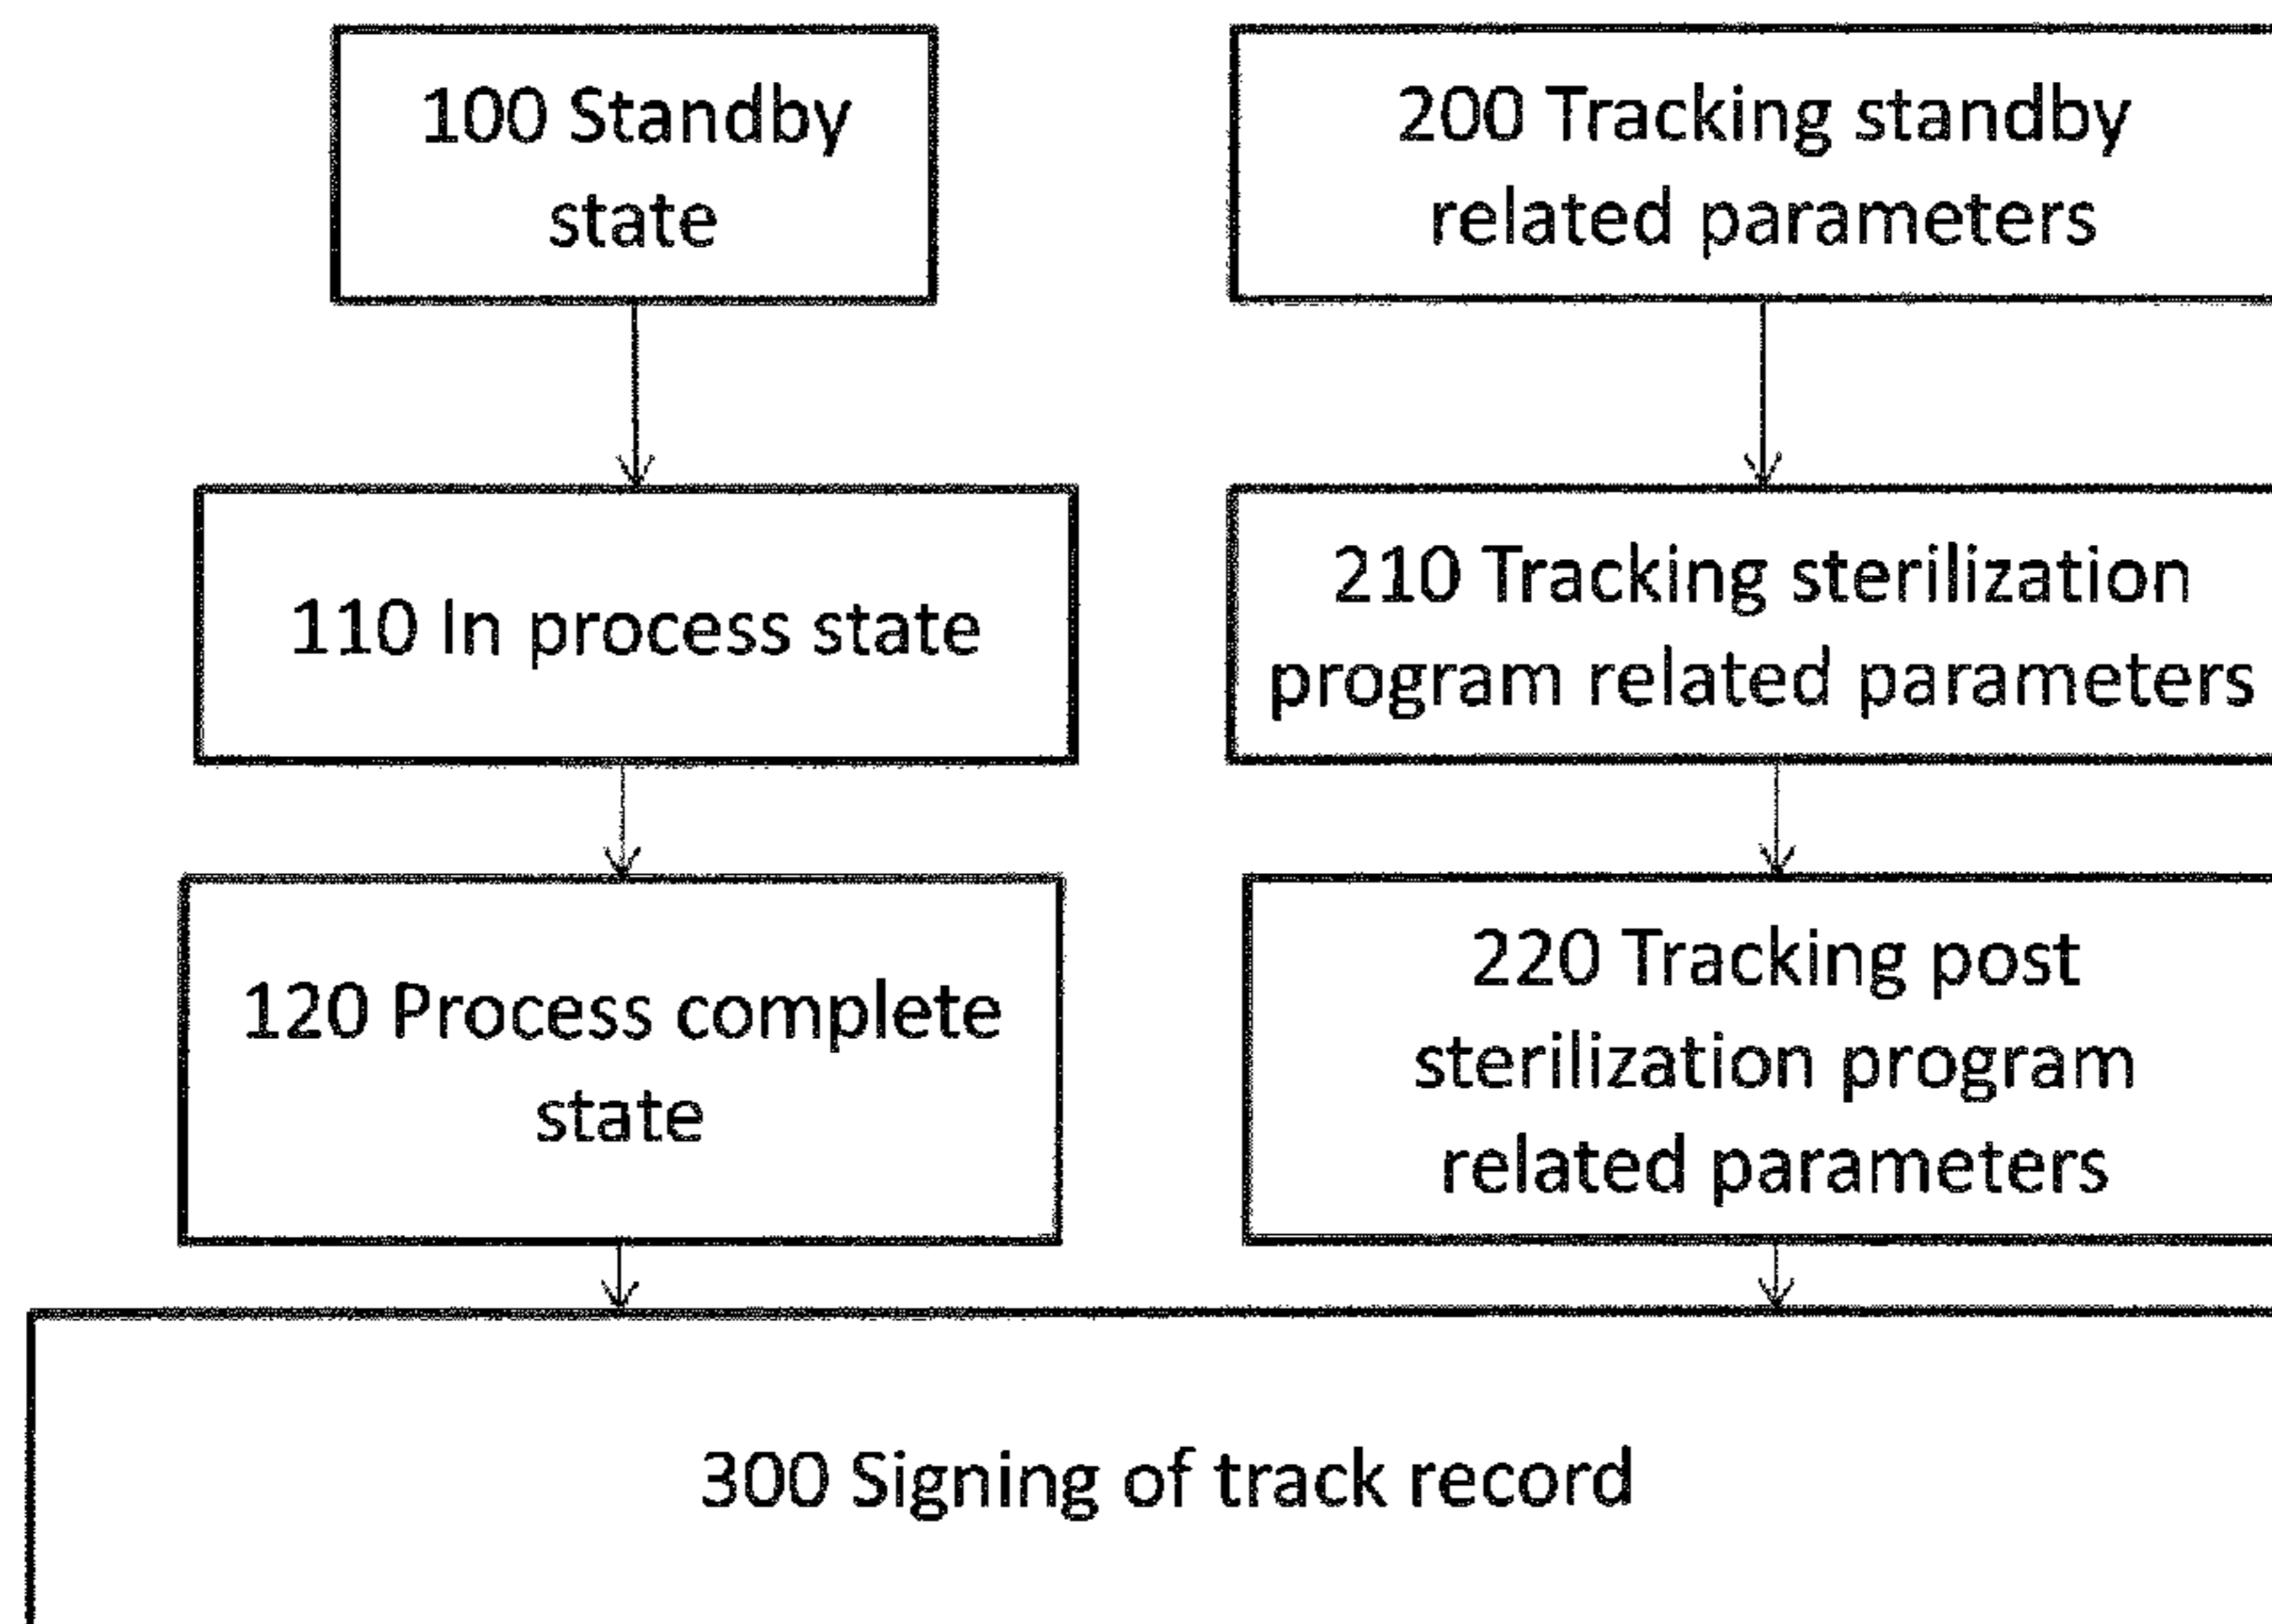 100 Standby
state
200 Tracking standby
related parameters
110 In process state
210 Tracking sterilization
program related parameters
120 Process complete
state
220 Tracking post
sterilization program
related parameters
300 Signing of track record